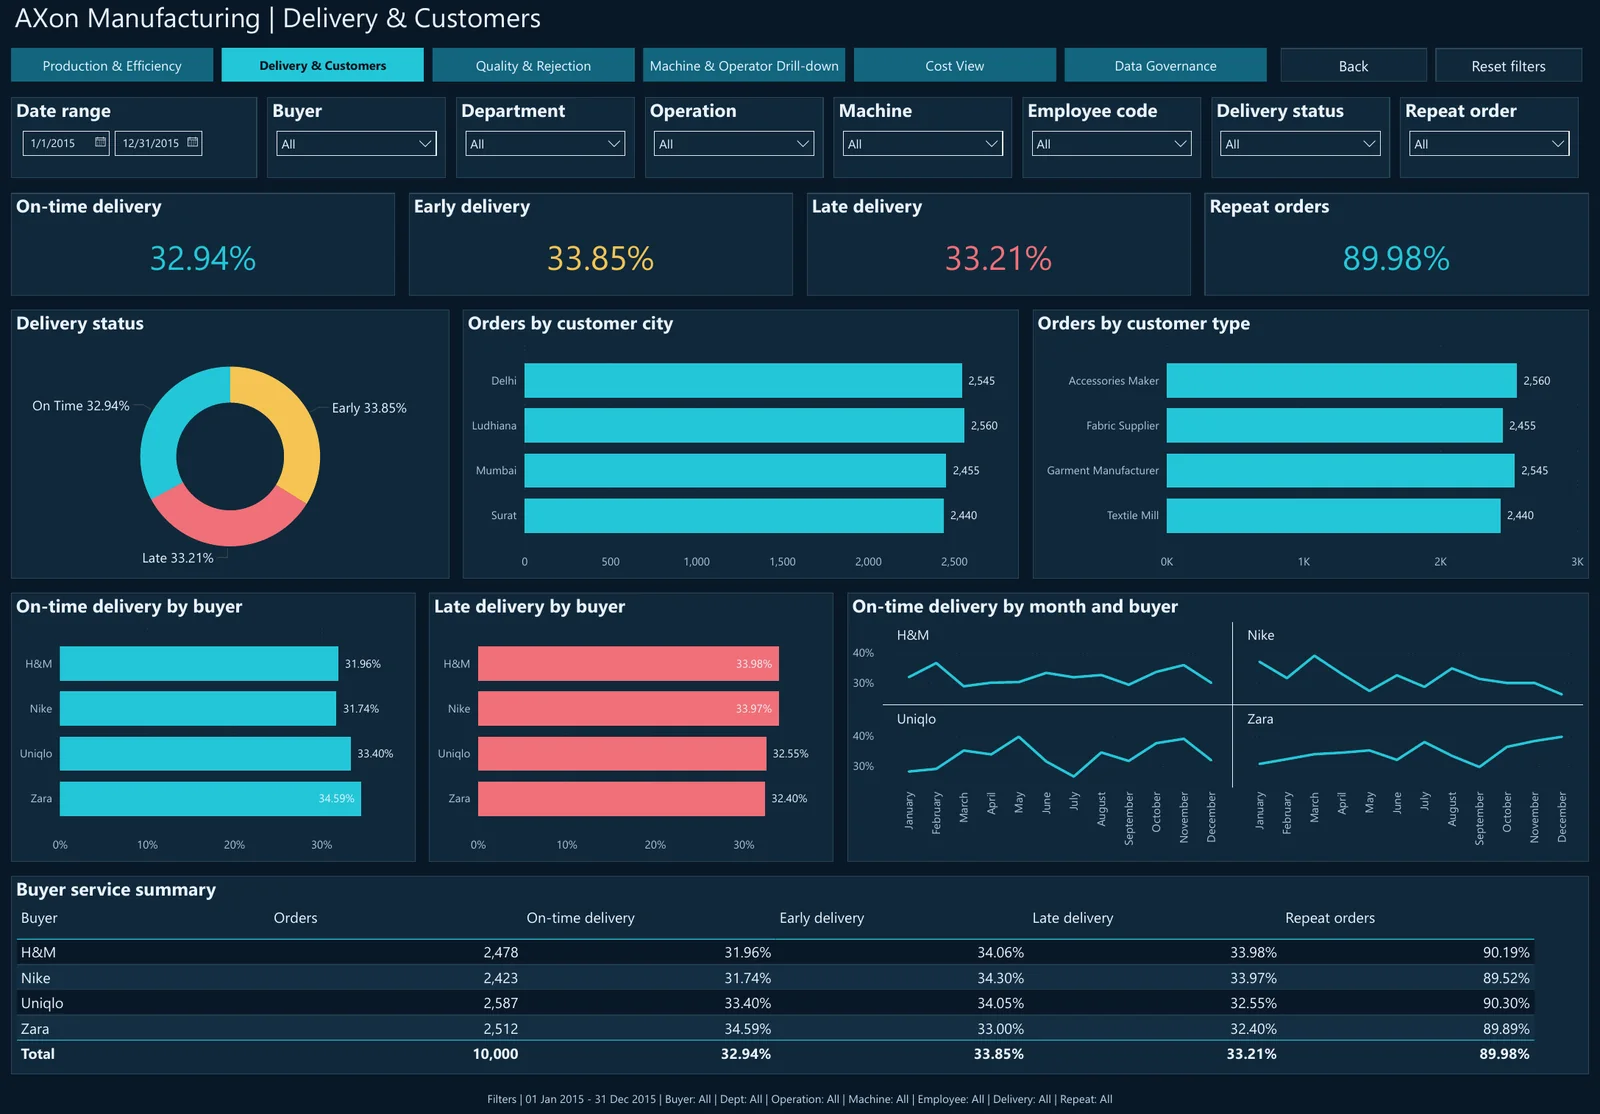 AXon Manufacturing | Delivery & Customers
Production & Efficiency
Delivery & Customers
Quality & Rejection
Machine & Operator Drill-down
Cost View
Data Governance
Back
Reset filters
Date range
1/1/2015
12/31/2015
Buyer
All
Department
All
Operation
All
Machine
All
Employee code
All
Delivery status
All
Repeat order
All
On-time delivery
32.94%
Early delivery
33.85%
Late delivery
33.21%
Repeat orders
89.98%
Delivery status
On Time 32.94%
Early 33.85%
Late 33.21%
Orders by customer city
Delhi 2,545
Ludhiana 2,560
Mumbai 2,455
Surat 2,440
0 500 1,000 1,500 2,000 2,500
Orders by customer type
Accessories Maker 2,560
Fabric Supplier 2,455
Garment Manufacturer 2,545
Textile Mill 2,440
0K 1K 2K 3K
On-time delivery by buyer
H&M 31.96%
Nike 31.74%
Uniqlo 33.40%
Zara 34.59%
0% 10% 20% 30%
Late delivery by buyer
H&M 33.98%
Nike 33.97%
Uniqlo 32.55%
Zara 32.40%
0% 10% 20% 30%
On-time delivery by month and buyer
H&M
Nike
40%
30%
Uniqlo
Zara
40%
30%
January February March April May June July August September October November December
January February March April May June July August September October November December
Buyer service summary
Buyer Orders On-time delivery Early delivery Late delivery Repeat orders
H&M 2,478 31.96% 34.06% 33.98% 90.19%
Nike 2,423 31.74% 34.30% 33.97% 89.52%
Uniqlo 2,587 33.40% 34.05% 32.55% 90.30%
Zara 2,512 34.59% 33.00% 32.40% 89.89%
Total 10,000 32.94% 33.85% 33.21% 89.98%
Filters | 01 Jan 2015 - 31 Dec 2015 | Buyer: All | Dept: All | Operation: All | Machine: All | Employee: All | Delivery: All | Repeat: All